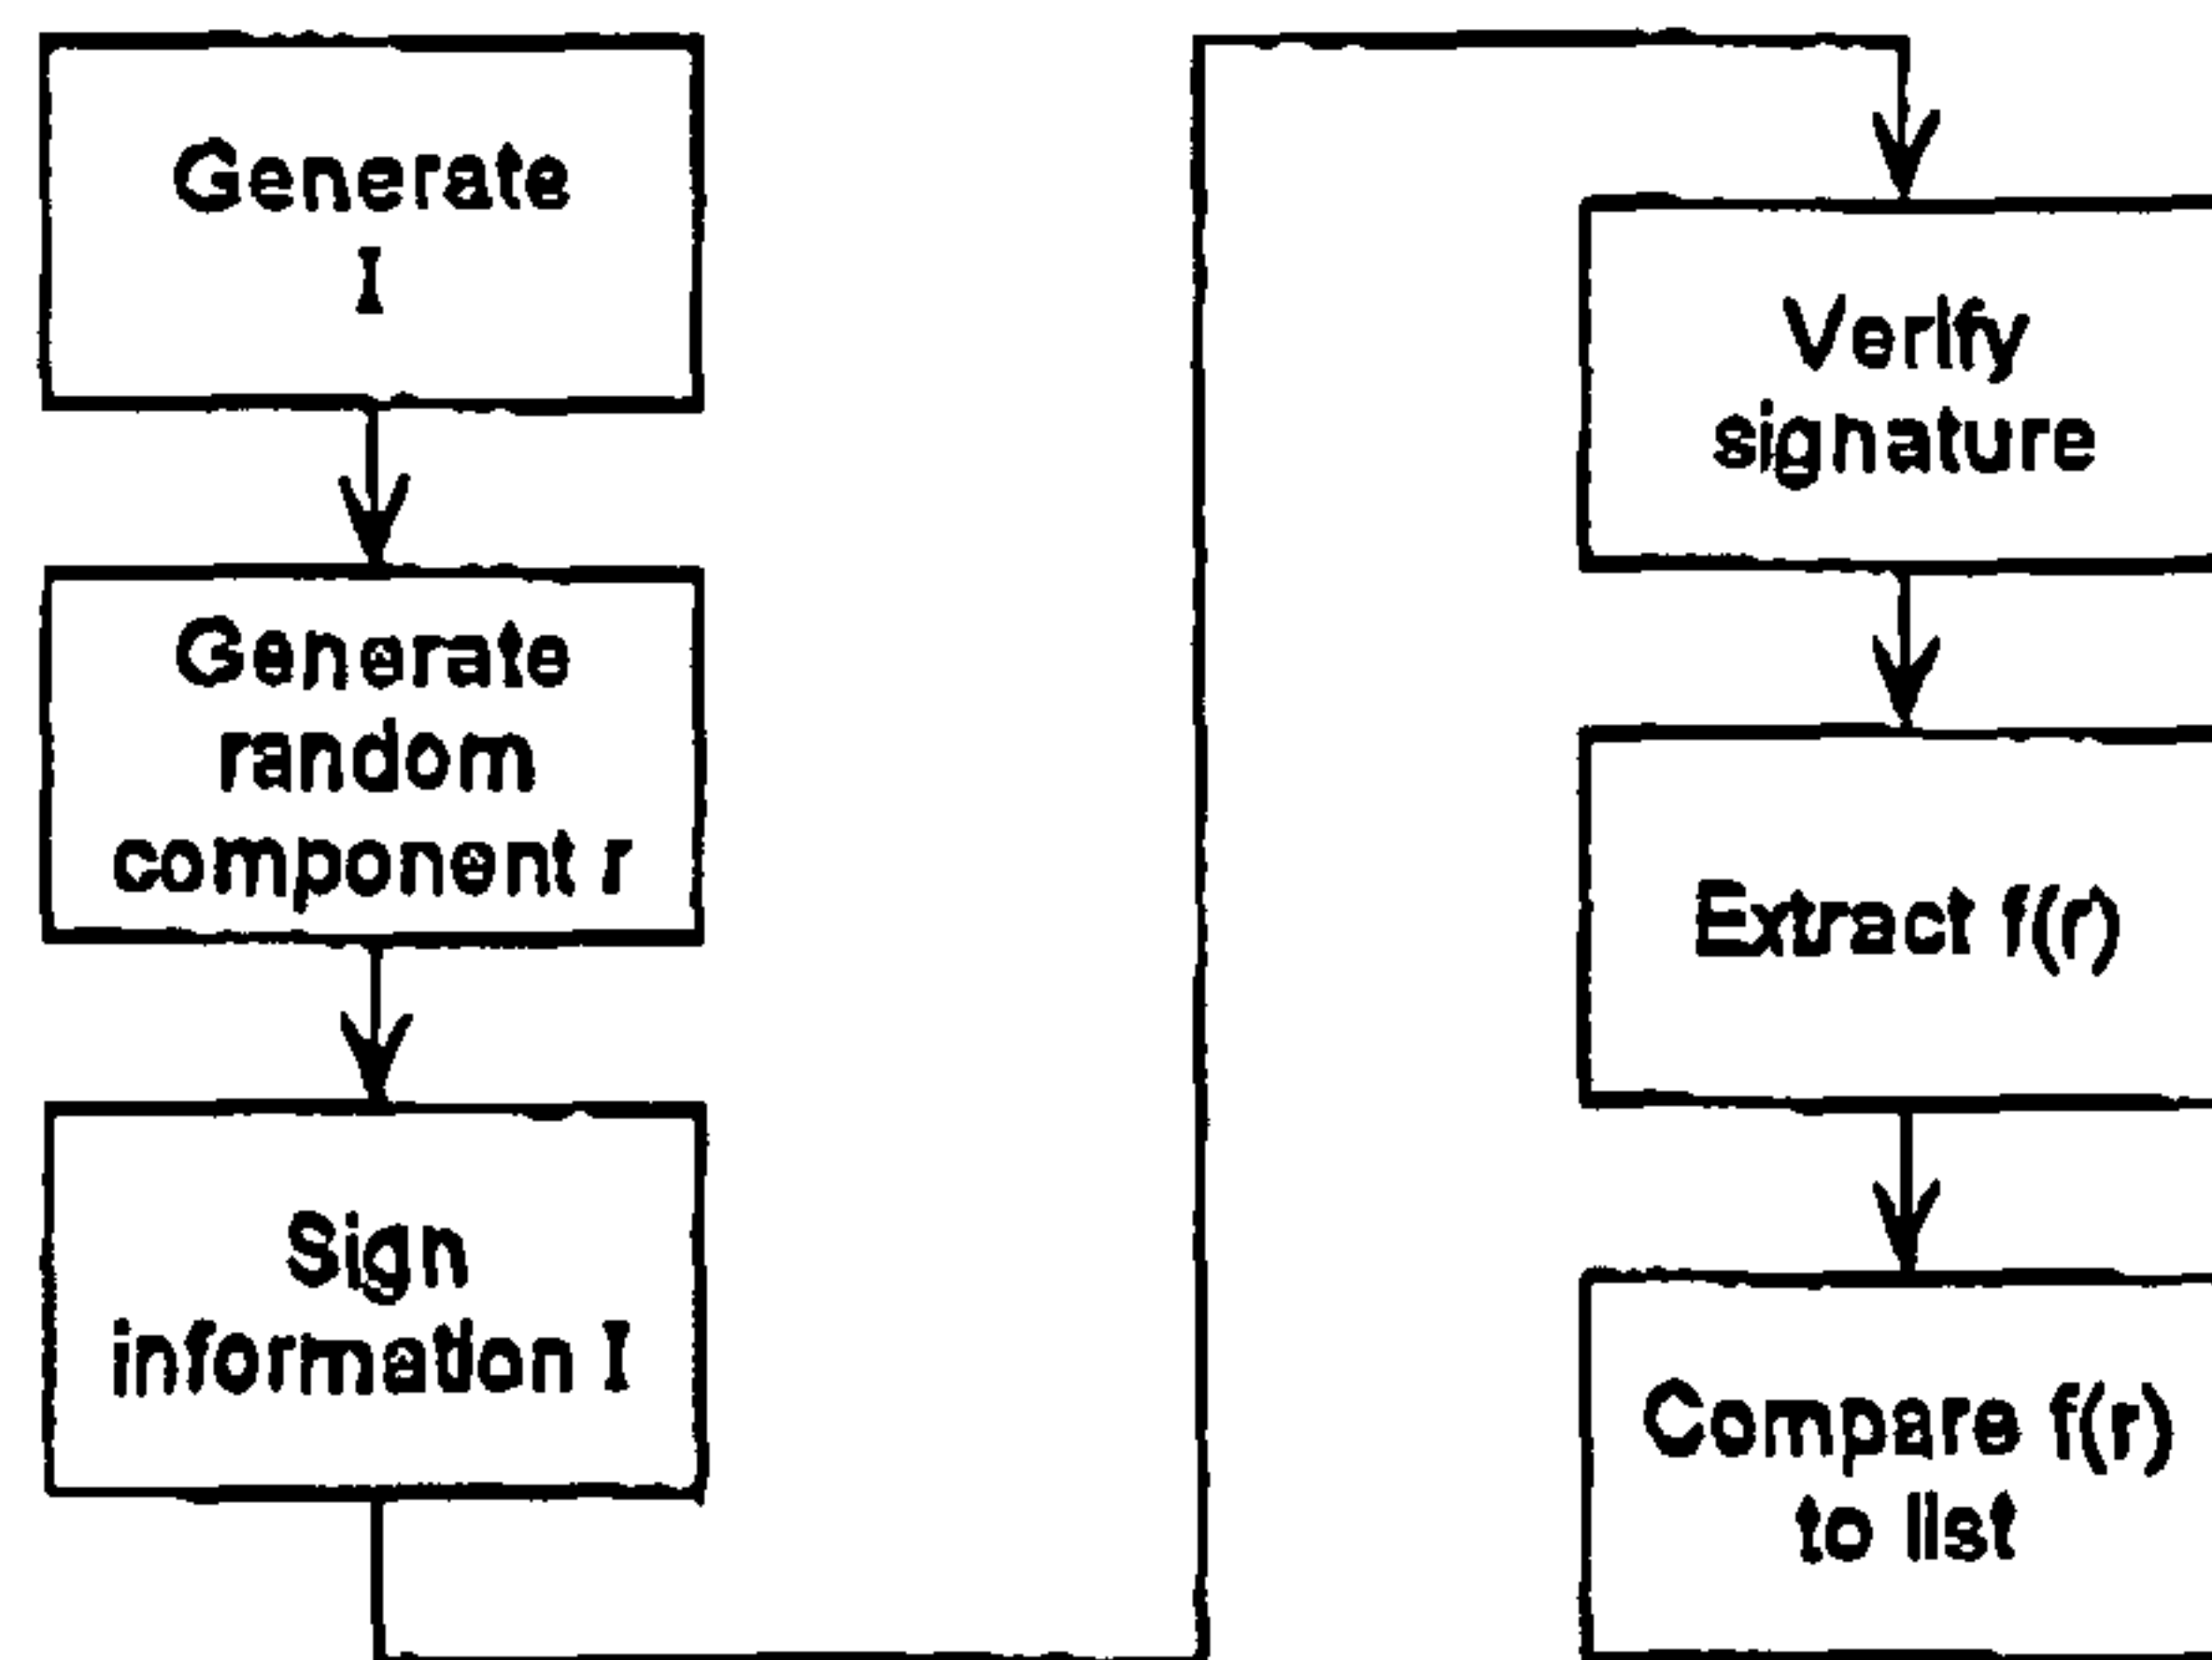 Generate
I
Generate
random
component r
Sign
information I
Verify
signature
Extract f(r)
Compare f(r)
to list